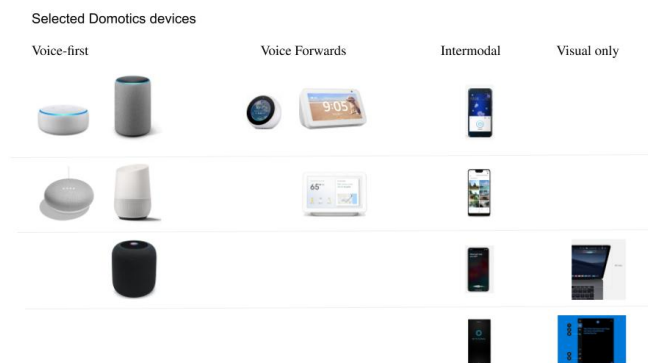 Selected Domotics devices
Voice-first Voice Forwards Intermodal Visual only
9:05
65°